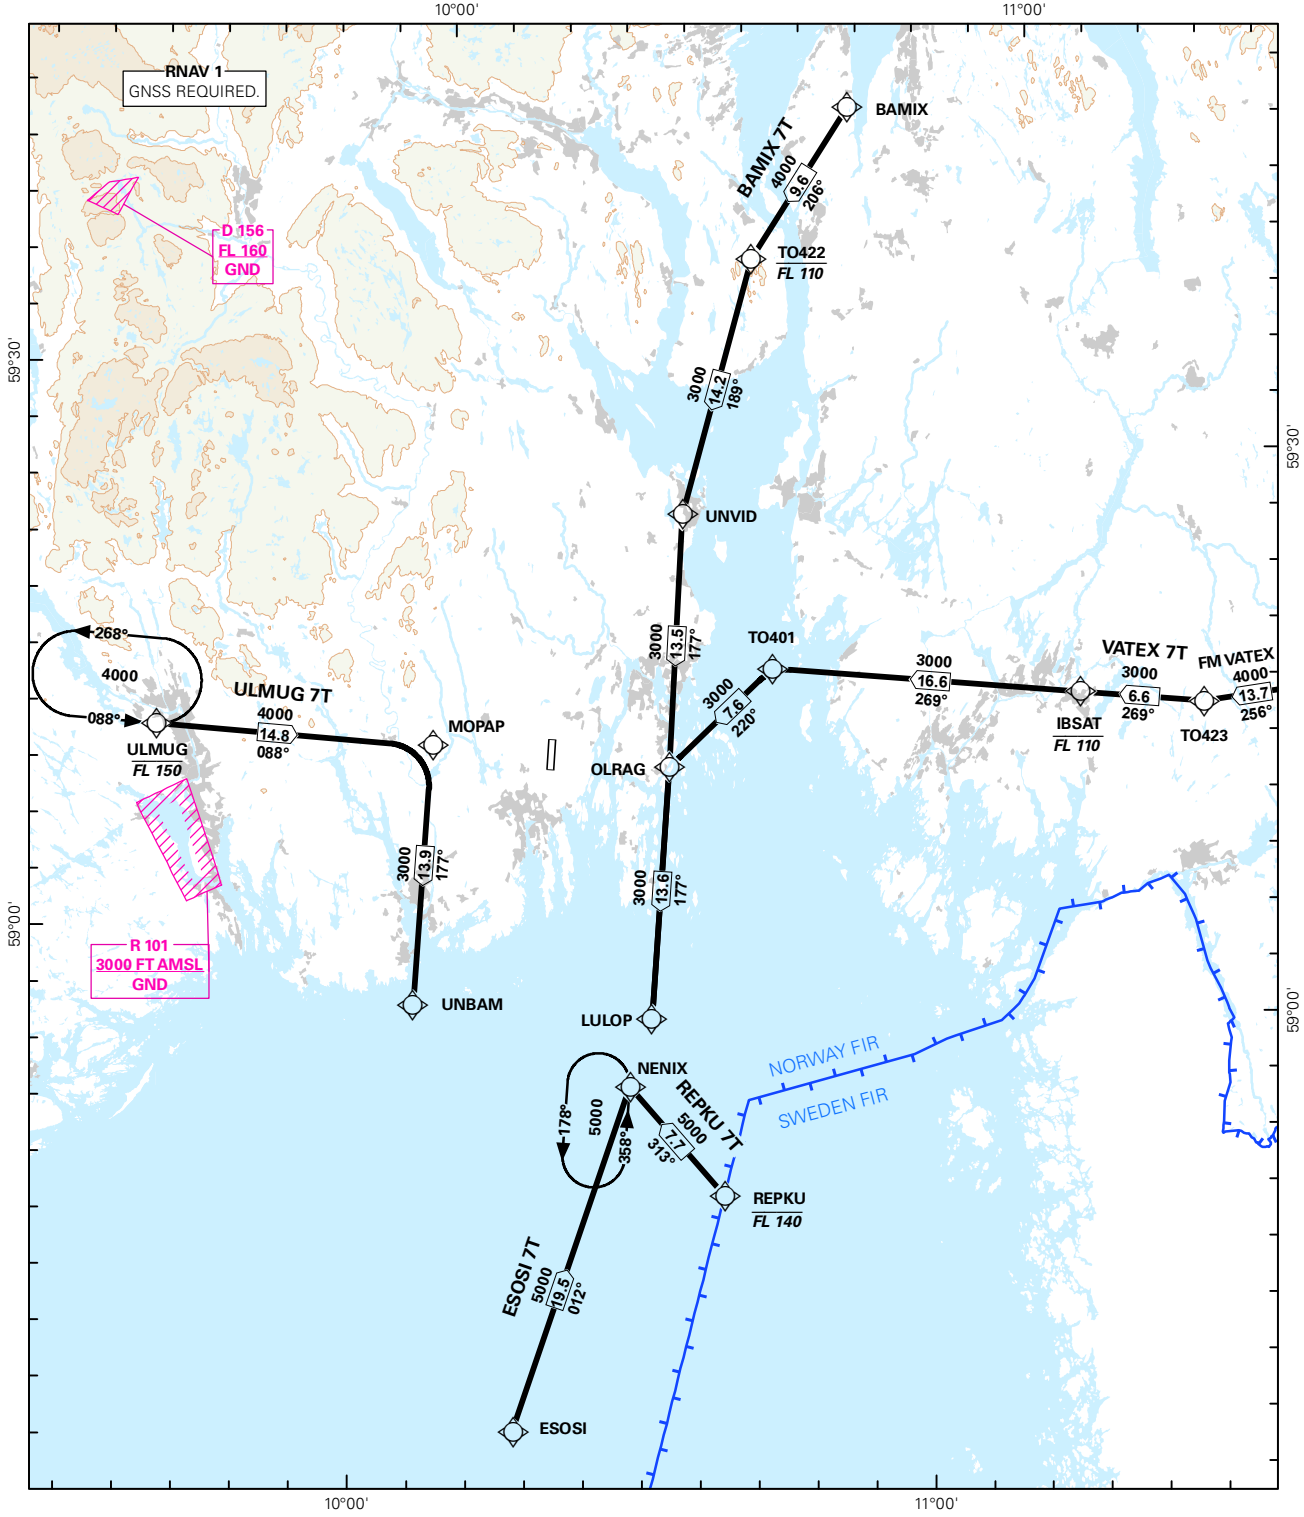 10°00'
11°00'
RNAV 1
GNSS REQUIRED.
BAMIX
BAMIX 7T
4000
9.6
206°
D 156
FL 160
GND
TO422
FL 110
59°30'
3000
14.2
189°
59°30'
UNVID
3000
13.5
177°
TO401
268°
4000
088°
ULMUG 7T
4000
14.8
088°
ULMUG
FL 150
MOPAP
3000
7.6
220°
OLRAG
3000
16.6
269°
VATEX 7T
3000
6.6
269°
FM VATEX
4000
13.7
256°
IBSAT
FL 110
TO423
3000
13.9
177°
3000
13.6
177°
59°00'
R 101
3000 FT AMSL
GND
UNBAM
LULOP
59°00'
NORWAY FIR
SWEDEN FIR
NENIX
178°
5000
358°
REPKU 7T
5000
7.7
313°
REPKU
FL 140
ESOSI 7T
5000
19.5
012°
ESOSI
10°00'
11°00'